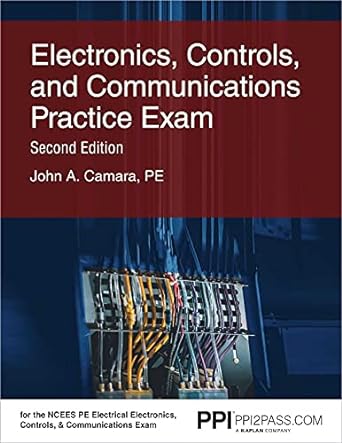 Electronics, Controls,
and Communications
Practice Exam
Second Edition
John A. Camara, PE
for the NCEES PE Electrical Electronics,
Controls, & Communications Exam
PPI PPI2PASS.COM
A KAPLAN COMPANY